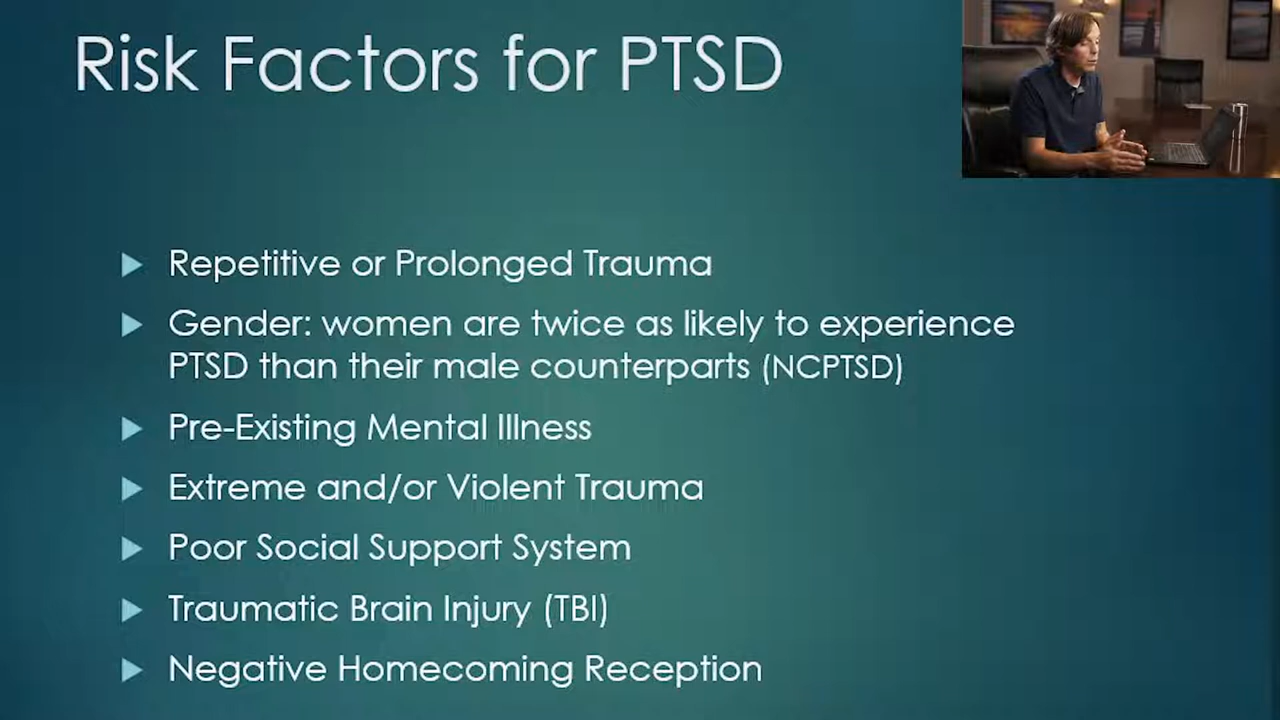 Risk Factors for PTSD
Repetitive or Prolonged Trauma
Gender: women are twice as likely to experience
PTSD than their male counterparts (NCPTSD)
Pre-Existing Mental Illness
Extreme and/or Violent Trauma
Poor Social Support System
Traumatic Brain Injury (TBI)
Negative Homecoming Reception